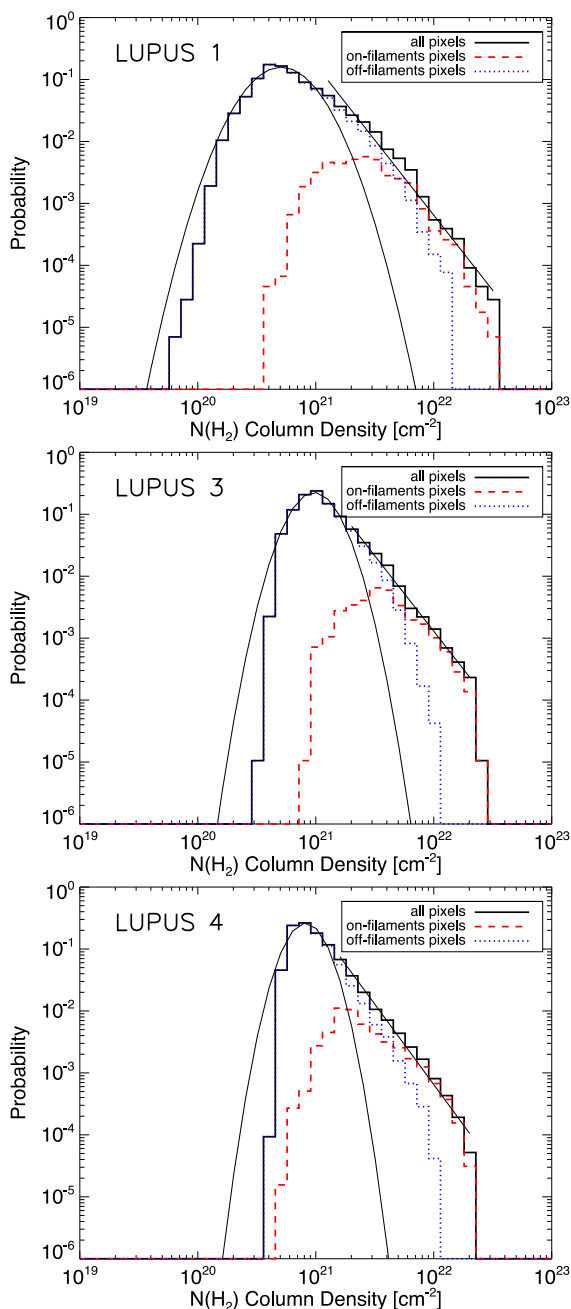 10^0
LUPUS 1
all pixels
on-filaments pixels
off-filaments pixels
10^-1
10^-2
10^-3
10^-4
10^-5
10^-6
Probability
10^19 10^20 10^21 10^22 10^23
N(H_2) Column Density [cm^-2]
10^0
LUPUS 3
all pixels
on-filaments pixels
off-filaments pixels
10^-1
10^-2
10^-3
10^-4
10^-5
10^-6
Probability
10^19 10^20 10^21 10^22 10^23
N(H_2) Column Density [cm^-2]
10^0
LUPUS 4
all pixels
on-filaments pixels
off-filaments pixels
10^-1
10^-2
10^-3
10^-4
10^-5
10^-6
Probability
10^19 10^20 10^21 10^22 10^23
N(H_2) Column Density [cm^-2]